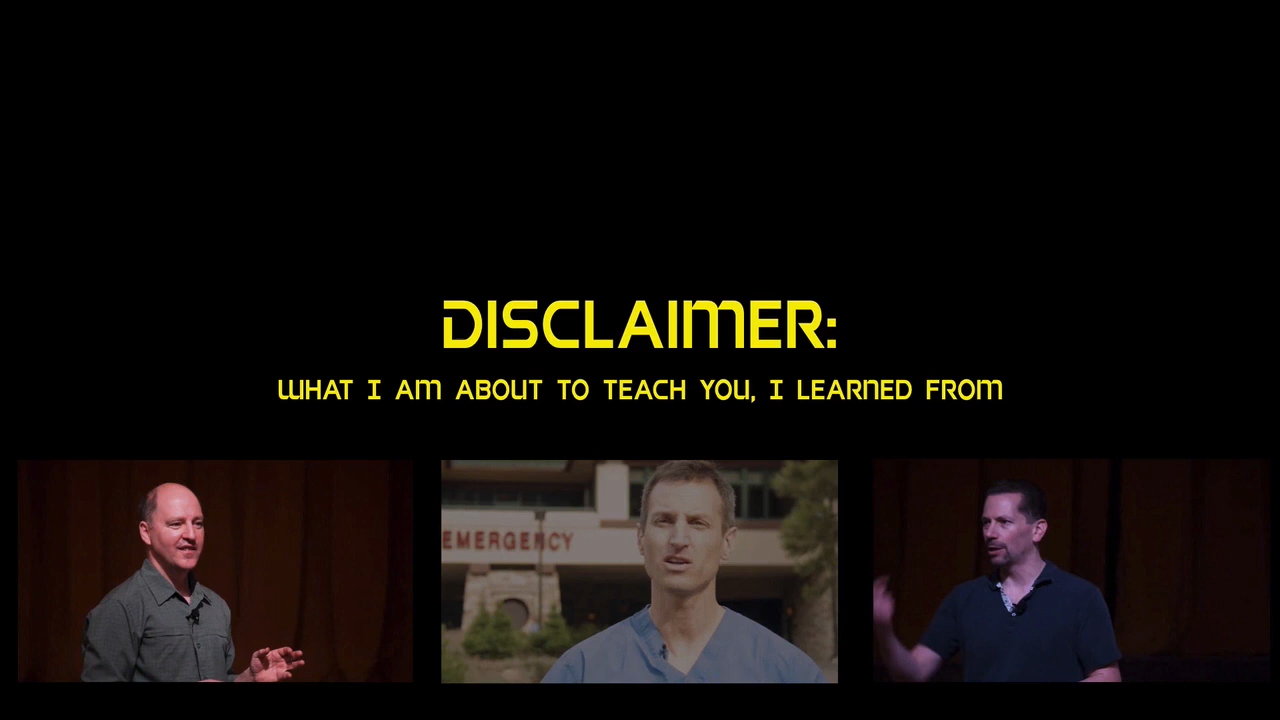 DISCLAIMER:
WHAT I AM ABOUT TO TEACH YOU, I LEARNED FROM
EMERGENCY